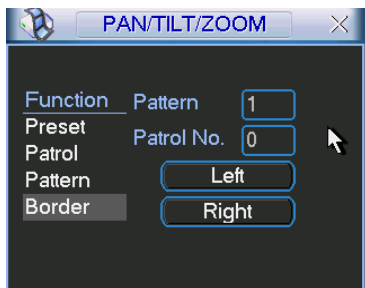 PAN/TILT/ZOOM
Function
Preset
Patrol
Pattern
Border
Pattern 1
Patrol No. 0
Left
Right